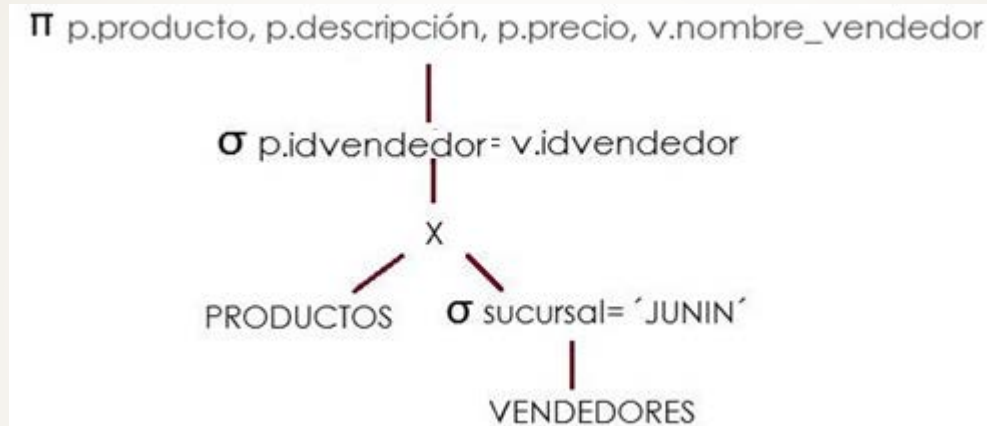 π p.producto, p.descripción, p.precio, v.nombre_vendedor
σ p.idvendedor= v.idvendedor
X
PRODUCTOS σ sucursal= ´JUNIN´
VENDEDORES